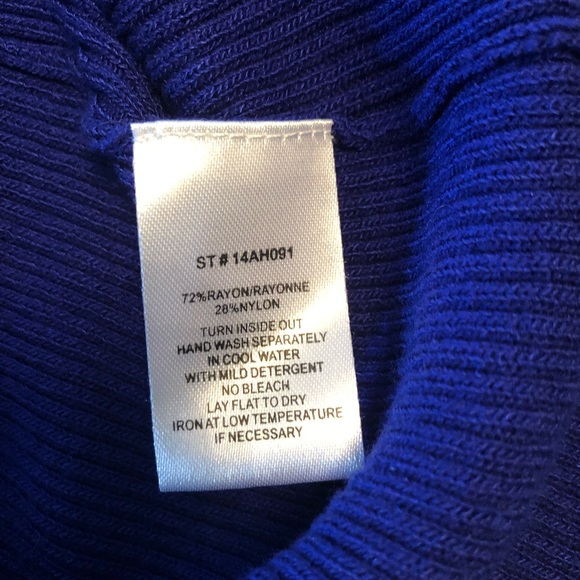 ST # 14AH091
72%RAYON/RAYONNE
28%NYLON
TURN INSIDE OUT
HAND WASH SEPARATELY
IN COOL WATER
WITH MILD DETERGENT
NO BLEACH
LAY FLAT TO DRY
IRON AT LOW TEMPERATURE
IF NECESSARY